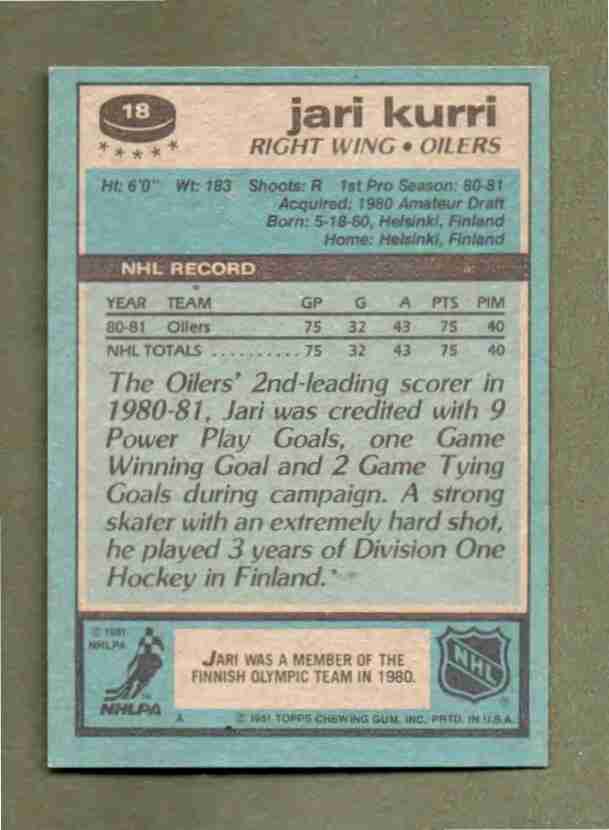 18
jari kurri
RIGHT WING • OILERS
Ht: 6'0" Wt: 183 Shoots: R 1st Pro Season: 80-81
Acquired: 1980 Amateur Draft
Born: 5-18-60, Helsinki, Finland
Home: Helsinki, Finland
NHL RECORD
YEAR TEAM GP G A PTS PIM
80-81 Oilers 75 32 43 75 40
NHL TOTALS .......... 75 32 43 75 40
The Oilers' 2nd-leading scorer in
1980-81, Jari was credited with 9
Power Play Goals, one Game
Winning Goal and 2 Game Tying
Goals during campaign. A strong
skater with an extremely hard shot,
he played 3 years of Division One
Hockey in Finland.
© 1981
NHLPA
JARI WAS A MEMBER OF THE
FINNISH OLYMPIC TEAM IN 1980.
NHL
NHLPA
A © 1981 TOPPS CHEWING GUM, INC. PRTD. IN U.S.A.